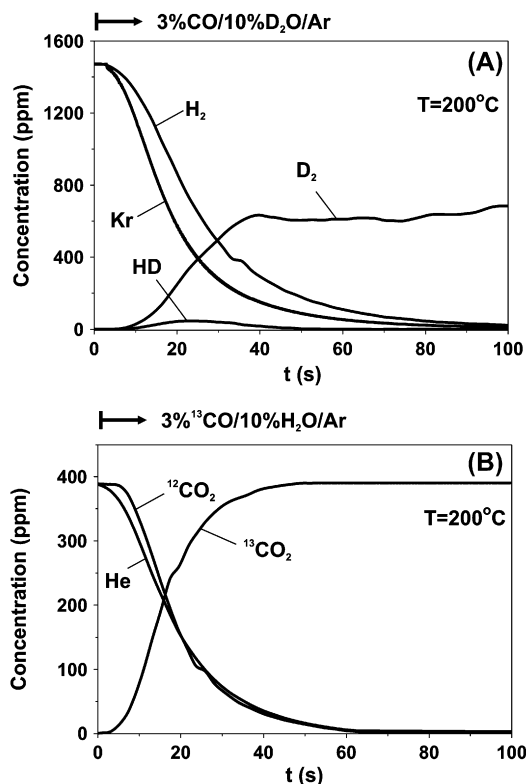 3%CO/10%D₂O/Ar
(A)
T=200°C
H₂
D₂
Kr
HD
Concentration (ppm)
1600
1200
800
400
0
0 20 40 60 80 100
t (s)
3%¹³CO/10%H₂O/Ar
(B)
T=200°C
¹²CO₂
¹³CO₂
He
Concentration (ppm)
400
300
200
100
0
0 20 40 60 80 100
t (s)